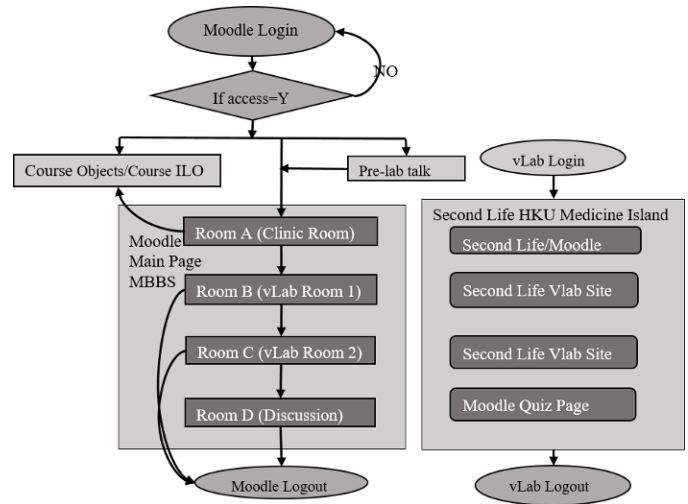 Moodle Login
NO
If access=Y
Course Objects/Course ILO
Pre-lab talk
Moodle
Main Page
MBBS
Room A (Clinic Room)
Room B (vLab Room 1)
Room C (vLab Room 2)
Room D (Discussion)
Moodle Logout
vLab Login
Second Life HKU Medicine Island
Second Life/Moodle
Second Life Vlab Site
Second Life Vlab Site
Moodle Quiz Page
vLab Logout